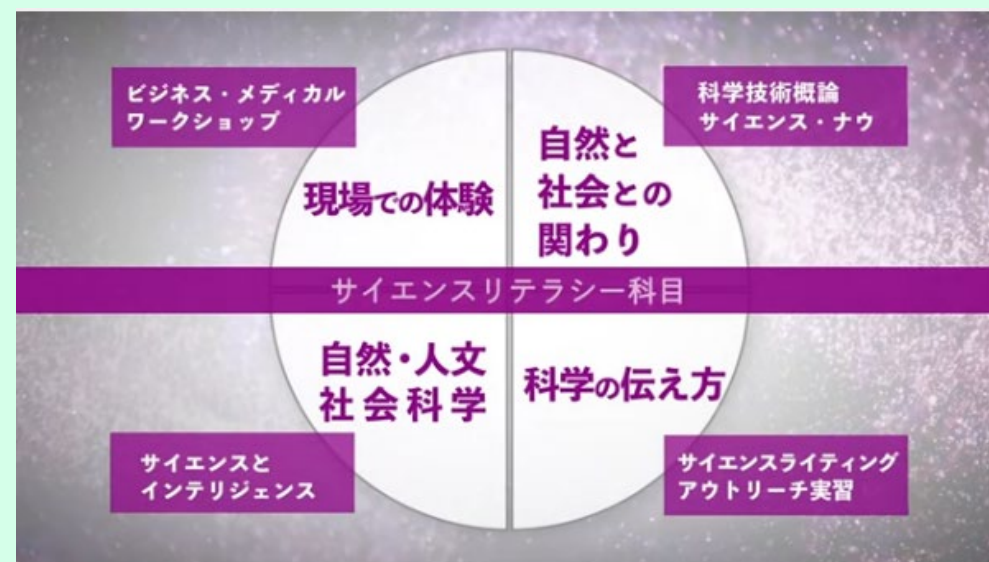 ビジネス・メディカル
ワークショップ
科学技術概論
サイエンス・ナウ
現場での体験
自然と
社会との
関わり
サイエンスリテラシー科目
自然・人文
社会科学
科学の伝え方
サイエンスと
インテリジェンス
サイエンスライティング
アウトリーチ実習